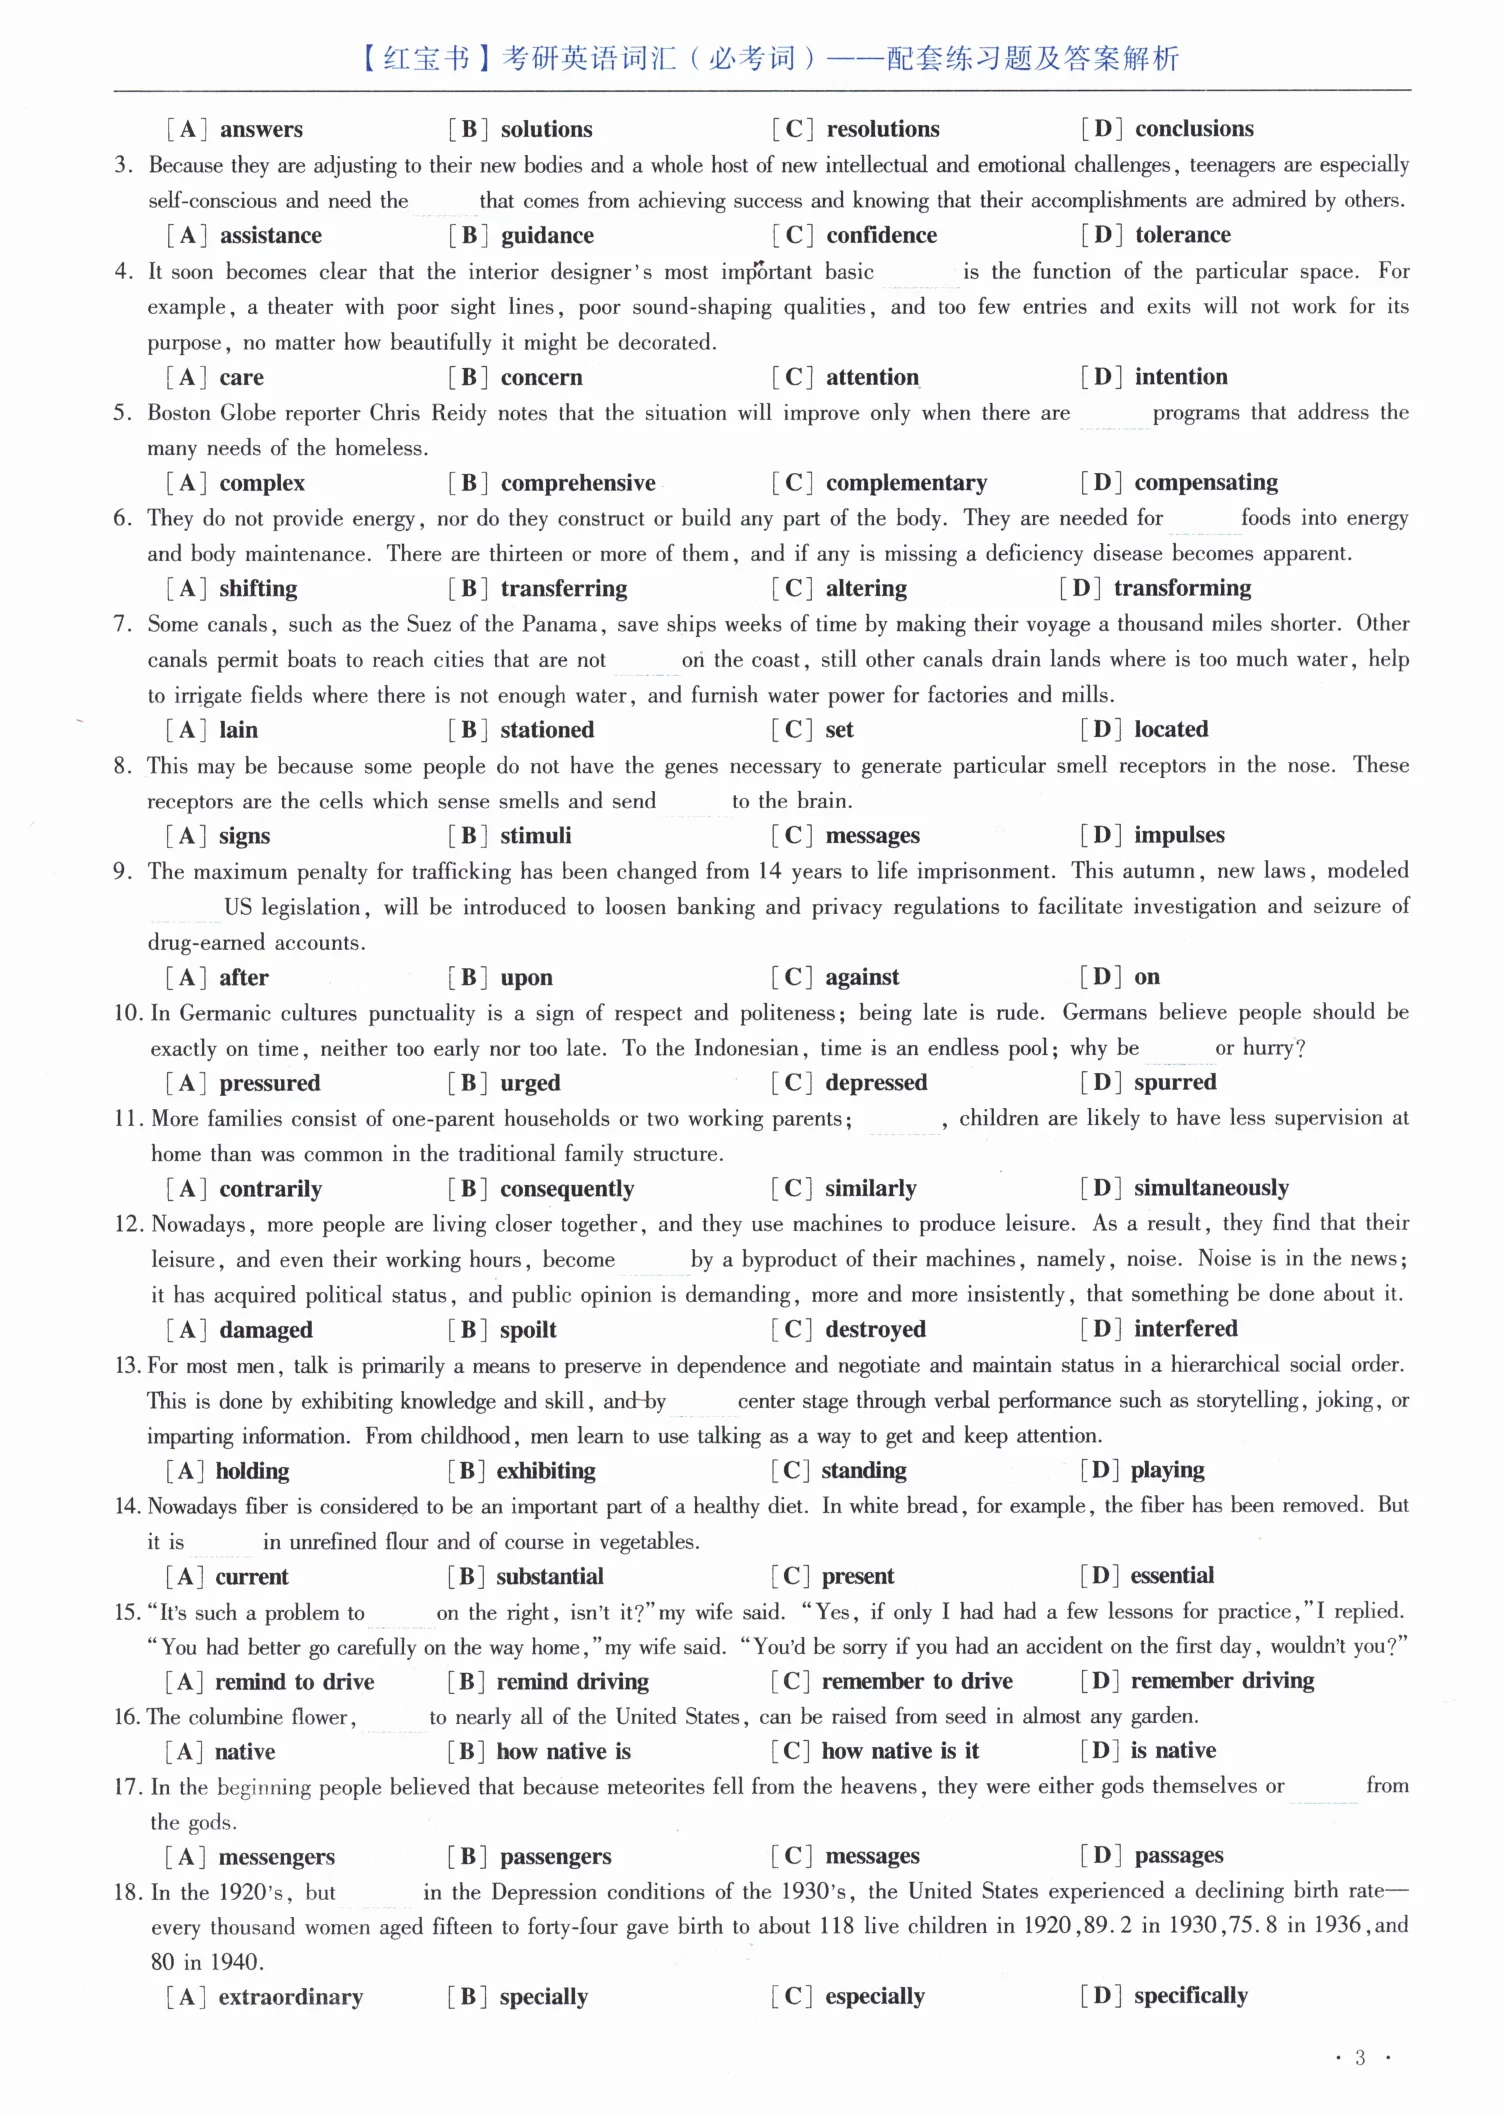 【红宝书】考研英语词汇(必考词)——配套练习题及答案解析
[A] answers [B] solutions [C] resolutions [D] conclusions
3. Because they are adjusting to their new bodies and a whole host of new intellectual and emotional challenges, teenagers are especially
self-conscious and need the ____ that comes from achieving success and knowing that their accomplishments are admired by others.
[A] assistance [B] guidance [C] confidence [D] tolerance
4. It soon becomes clear that the interior designer's most important basic ____ is the function of the particular space. For
example, a theater with poor sight lines, poor sound-shaping qualities, and too few entries and exits will not work for its
purpose, no matter how beautifully it might be decorated.
[A] care [B] concern [C] attention [D] intention
5. Boston Globe reporter Chris Reidy notes that the situation will improve only when there are ____ programs that address the
many needs of the homeless.
[A] complex [B] comprehensive [C] complementary [D] compensating
6. They do not provide energy, nor do they construct or build any part of the body. They are needed for ____ foods into energy
and body maintenance. There are thirteen or more of them, and if any is missing a deficiency disease becomes apparent.
[A] shifting [B] transferring [C] altering [D] transforming
7. Some canals, such as the Suez of the Panama, save ships weeks of time by making their voyage a thousand miles shorter. Other
canals permit boats to reach cities that are not ____ on the coast, still other canals drain lands where is too much water, help
to irrigate fields where there is not enough water, and furnish water power for factories and mills.
[A] lain [B] stationed [C] set [D] located
8. This may be because some people do not have the genes necessary to generate particular smell receptors in the nose. These
receptors are the cells which sense smells and send ____ to the brain.
[A] signs [B] stimuli [C] messages [D] impulses
9. The maximum penalty for trafficking has been changed from 14 years to life imprisonment. This autumn, new laws, modeled
____ US legislation, will be introduced to loosen banking and privacy regulations to facilitate investigation and seizure of
drug-earned accounts.
[A] after [B] upon [C] against [D] on
10. In Germanic cultures punctuality is a sign of respect and politeness; being late is rude. Germans believe people should be
exactly on time, neither too early nor too late. To the Indonesian, time is an endless pool; why be ____ or hurry?
[A] pressured [B] urged [C] depressed [D] spurred
11. More families consist of one-parent households or two working parents; ____, children are likely to have less supervision at
home than was common in the traditional family structure.
[A] contrarily [B] consequently [C] similarly [D] simultaneously
12. Nowadays, more people are living closer together, and they use machines to produce leisure. As a result, they find that their
leisure, and even their working hours, become ____ by a byproduct of their machines, namely, noise. Noise is in the news;
it has acquired political status, and public opinion is demanding, more and more insistently, that something be done about it.
[A] damaged [B] spoilt [C] destroyed [D] interfered
13. For most men, talk is primarily a means to preserve in dependence and negotiate and maintain status in a hierarchical social order.
This is done by exhibiting knowledge and skill, and by ____ center stage through verbal performance such as storytelling, joking, or
imparting information. From childhood, men learn to use talking as a way to get and keep attention.
[A] holding [B] exhibiting [C] standing [D] playing
14. Nowadays fiber is considered to be an important part of a healthy diet. In white bread, for example, the fiber has been removed. But
it is ____ in unrefined flour and of course in vegetables.
[A] current [B] substantial [C] present [D] essential
15. "It's such a problem to ____ on the right, isn't it?"my wife said. "Yes, if only I had had a few lessons for practice,"I replied.
"You had better go carefully on the way home,"my wife said. "You'd be sorry if you had an accident on the first day, wouldn't you?"
[A] remind to drive [B] remind driving [C] remember to drive [D] remember driving
16. The columbine flower, ____ to nearly all of the United States, can be raised from seed in almost any garden.
[A] native [B] how native is [C] how native is it [D] is native
17. In the beginning people believed that because meteorites fell from the heavens, they were either gods themselves or ____ from
the gods.
[A] messengers [B] passengers [C] messages [D] passages
18. In the 1920's, but ____ in the Depression conditions of the 1930's, the United States experienced a declining birth rate—
every thousand women aged fifteen to forty-four gave birth to about 118 live children in 1920,89.2 in 1930,75.8 in 1936,and
80 in 1940.
[A] extraordinary [B] specially [C] especially [D] specifically
· 3 ·